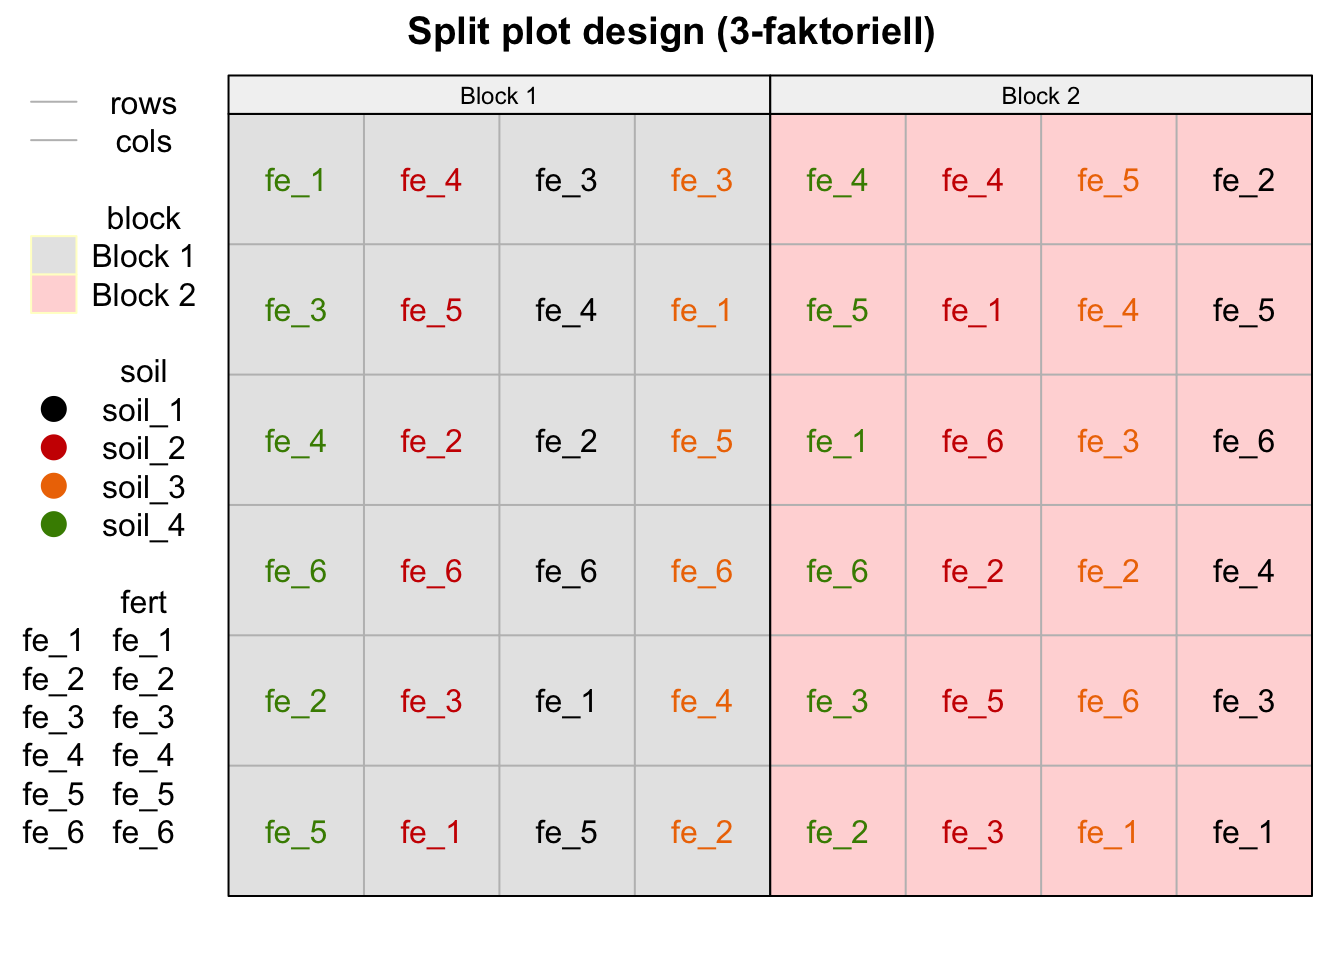 Split plot design (3-faktoriell)
rows
cols
block
Block 1
Block 2
soil
soil_1
soil_2
soil_3
soil_4
fert
fe_1 fe_1
fe_2 fe_2
fe_3 fe_3
fe_4 fe_4
fe_5 fe_5
fe_6 fe_6
Block 1 Block 2
fe_1 fe_4 fe_3 fe_3 fe_4 fe_4 fe_5 fe_2
fe_3 fe_5 fe_4 fe_1 fe_5 fe_1 fe_4 fe_5
fe_4 fe_2 fe_2 fe_5 fe_1 fe_6 fe_3 fe_6
fe_6 fe_6 fe_6 fe_6 fe_6 fe_2 fe_2 fe_4
fe_2 fe_3 fe_1 fe_4 fe_3 fe_5 fe_6 fe_3
fe_5 fe_1 fe_5 fe_2 fe_2 fe_3 fe_1 fe_1